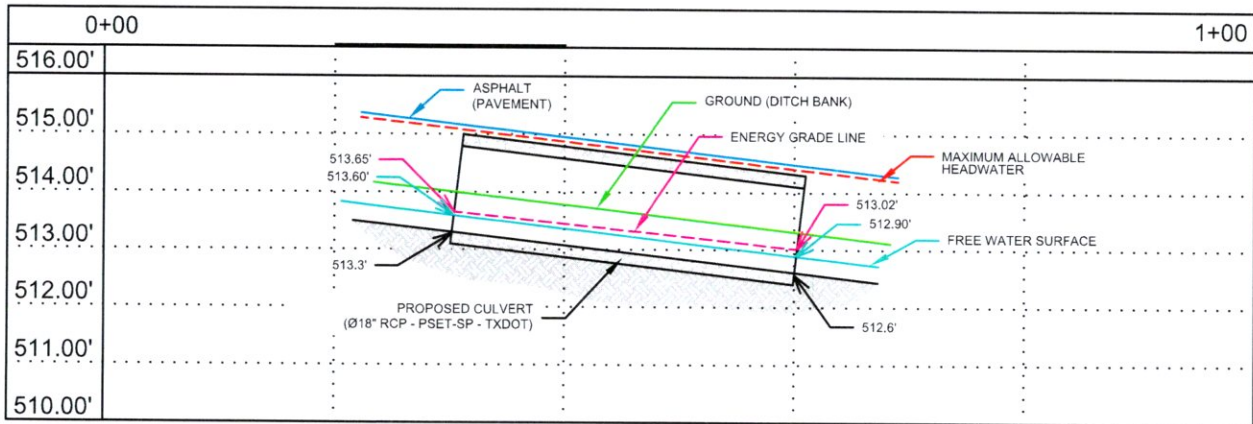 0+00
1+00
516.00'
515.00'
514.00'
513.00'
512.00'
511.00'
510.00'
ASPHALT
(PAVEMENT)
GROUND (DITCH BANK)
ENERGY GRADE LINE
MAXIMUM ALLOWABLE
HEADWATER
513.65'
513.60'
513.02'
512.90'
FREE WATER SURFACE
513.3'
PROPOSED CULVERT
(Ø18" RCP - PSET-SP - TXDOT)
512.6'